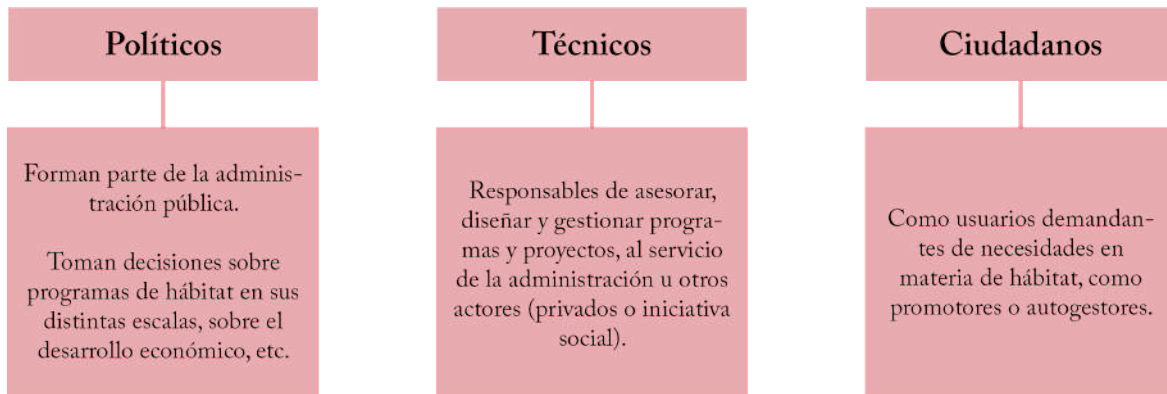 Políticos
Forman parte de la adminis-
tración pública.
Toman decisiones sobre
programas de hábitat en sus
distintas escalas, sobre el
desarrollo económico, etc.
Técnicos
Responsables de asesorar,
diseñar y gestionar progra-
mas y proyectos, al servicio
de la administración u otros
actores (privados o iniciativa
social).
Ciudadanos
Como usuarios demandan-
tes de necesidades en
materia de hábitat, como
promotores o autogestores.